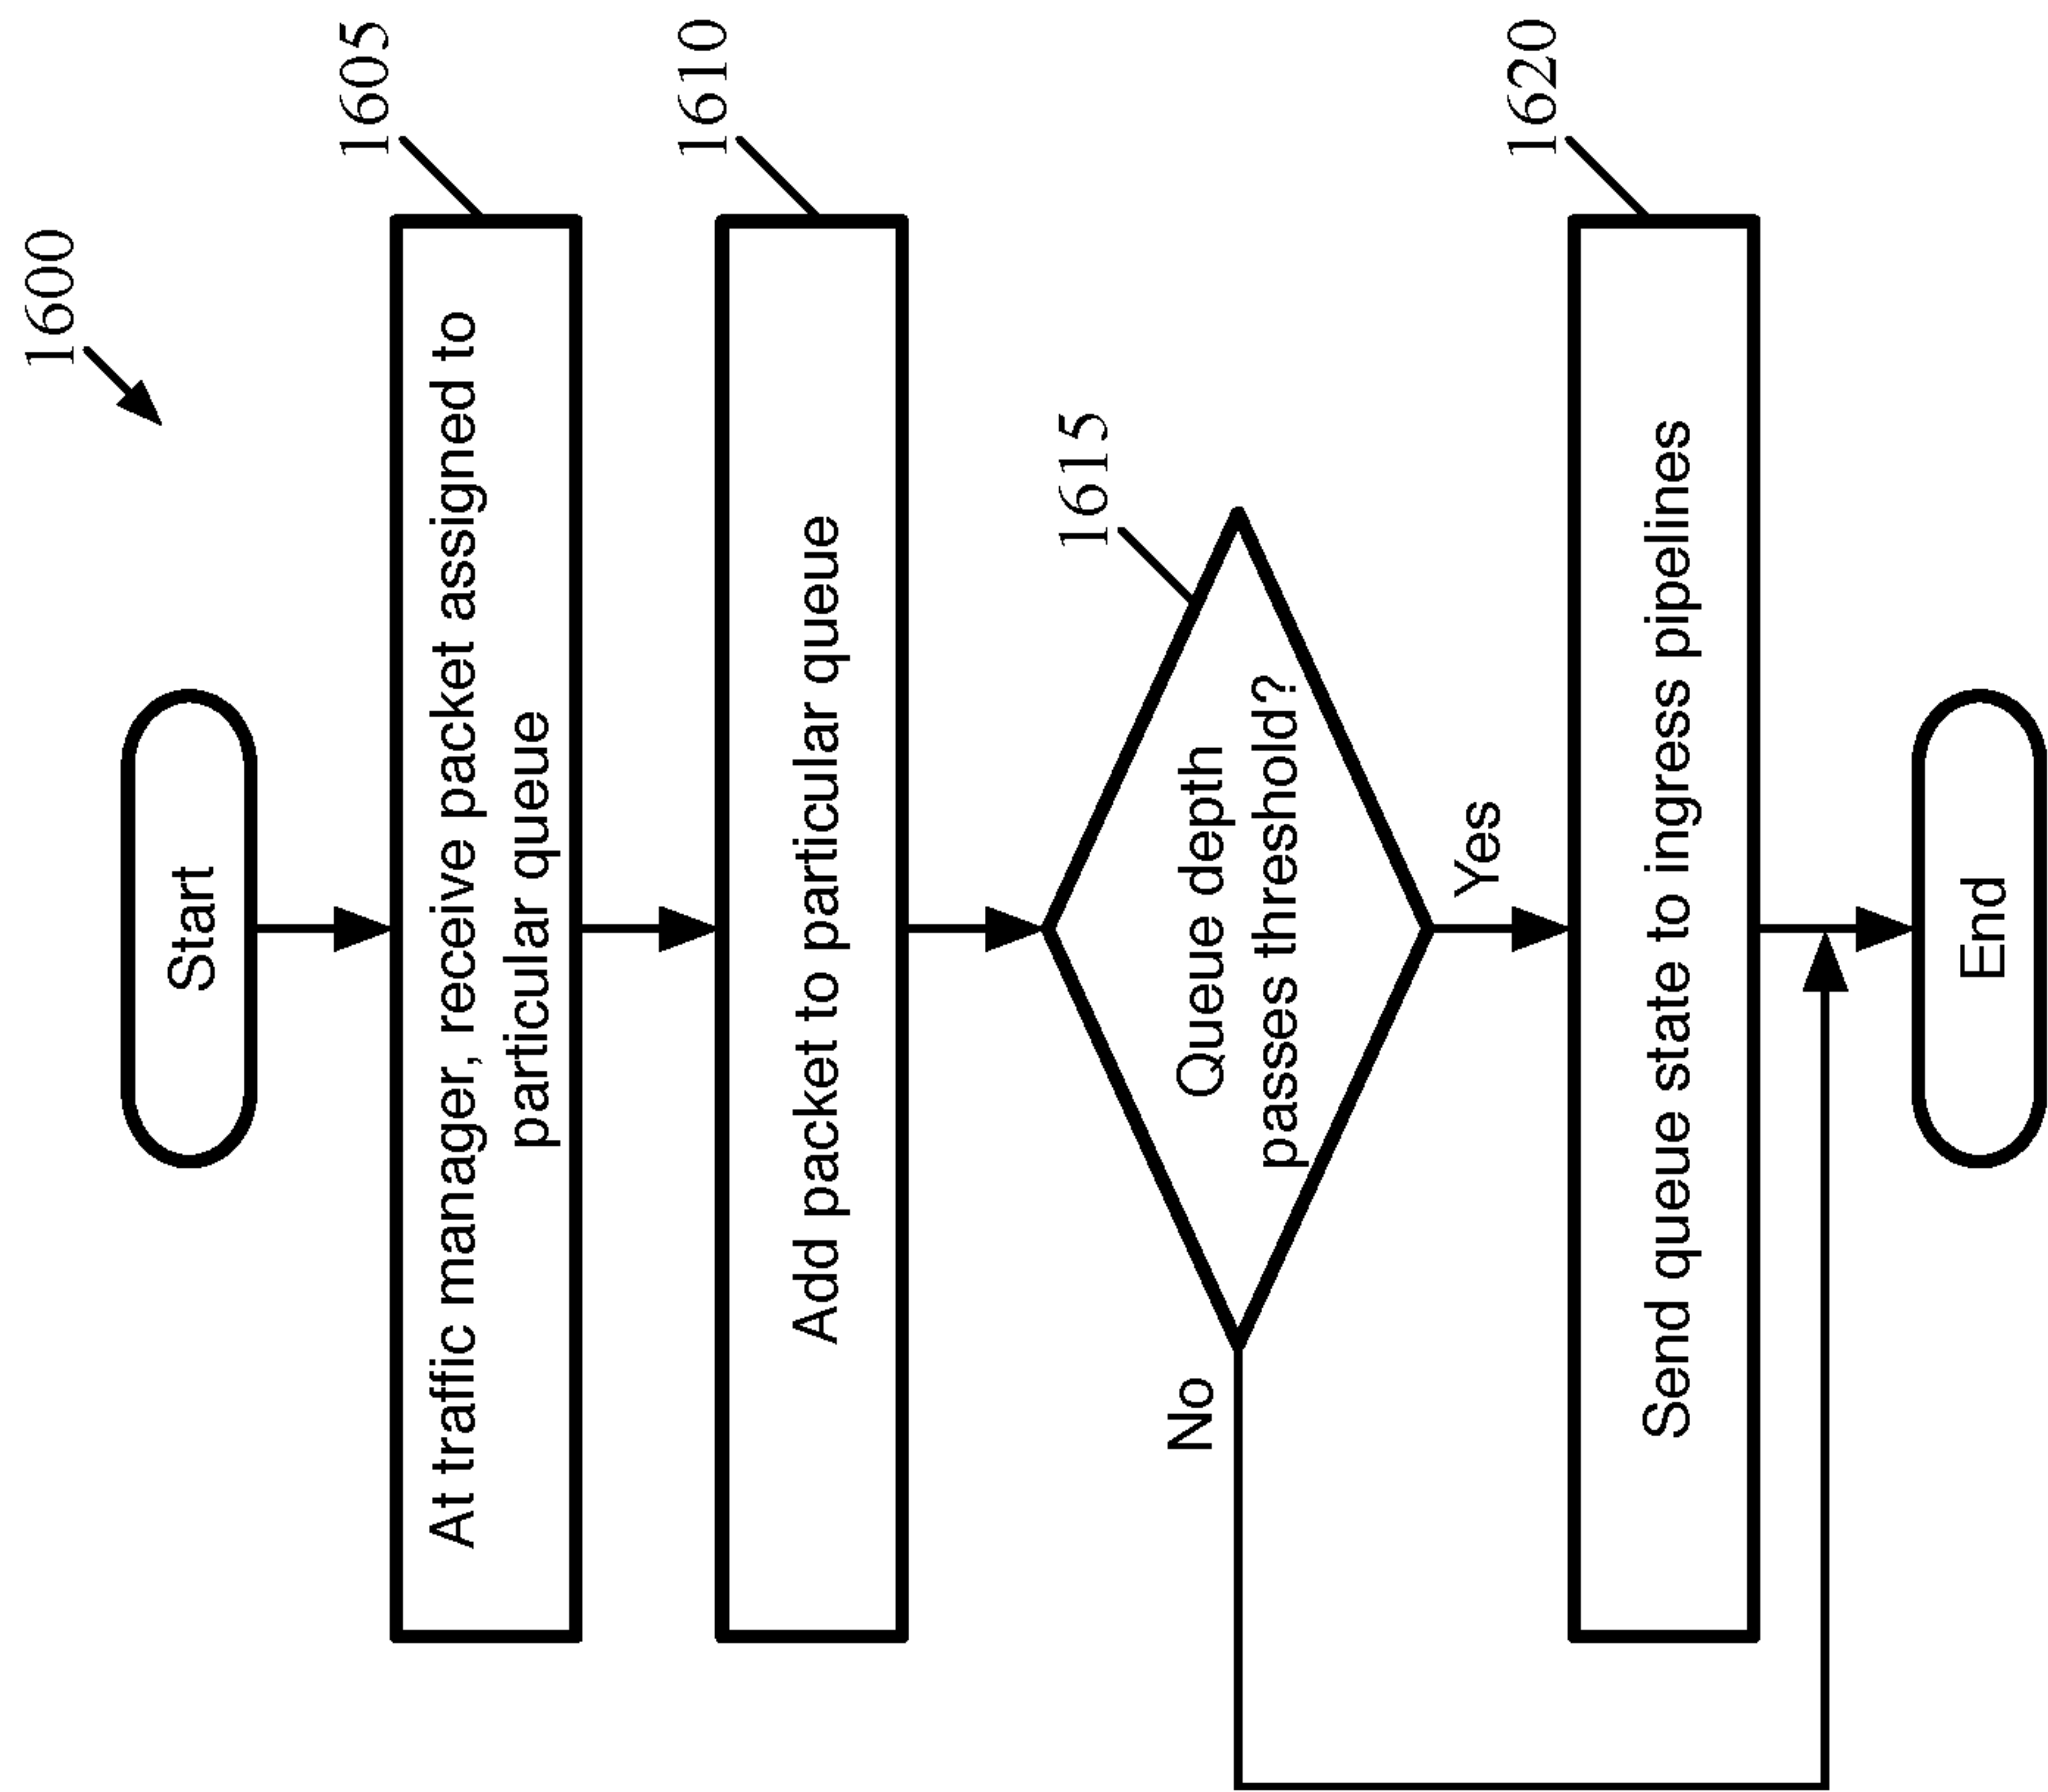 1600
Start
1605
At traffic manager, receive packet assigned to
particular queue
1610
Add packet to particular queue
1615
Queue depth
passes threshold?
No
Yes
1620
Send queue state to ingress pipelines
End